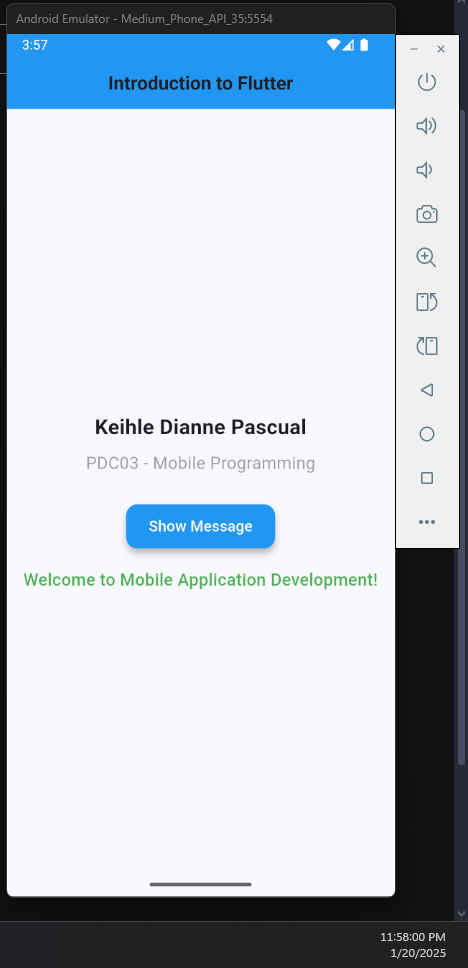 Android Emulator - Medium_Phone_API_35:5554
3:57
Introduction to Flutter
Keihle Dianne Pascual
PDC03 - Mobile Programming
Show Message
Welcome to Mobile Application Development!
11:58:00 PM
1/20/2025